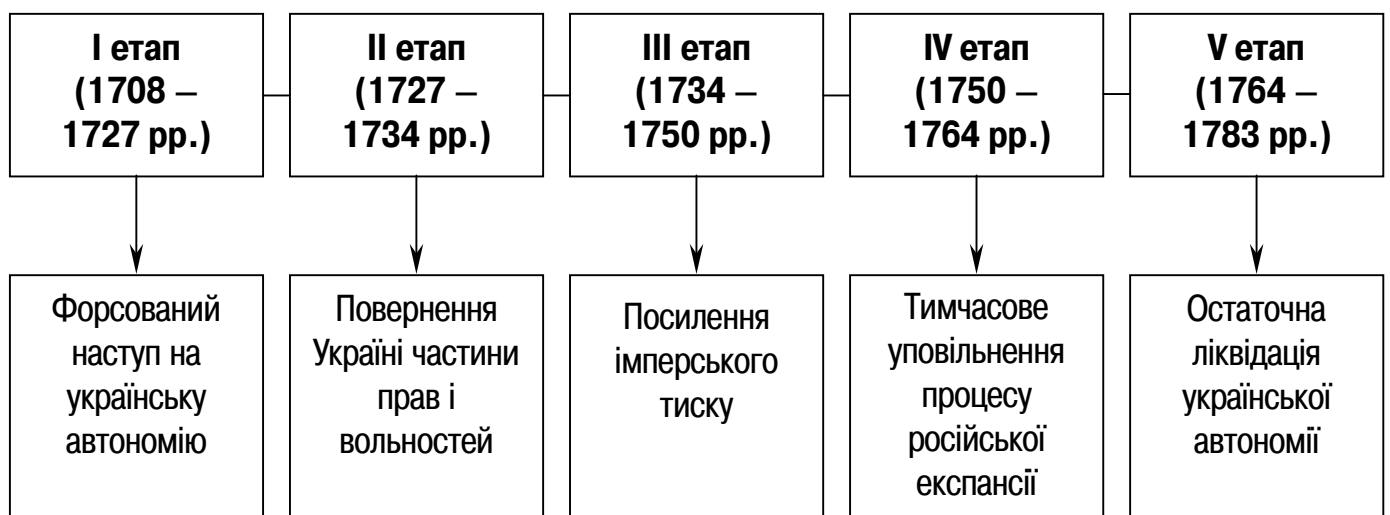 I етап
(1708 –
1727 рр.)
II етап
(1727 –
1734 рр.)
III етап
(1734 –
1750 рр.)
IV етап
(1750 –
1764 рр.)
V етап
(1764 –
1783 рр.)
Форсований
наступ на
українську
автономію
Повернення
Україні частини
прав і
вольностей
Посилення
імперського
тиску
Тимчасове
уповільнення
процесу
російської
експансії
Остаточна
ліквідація
української
автономії